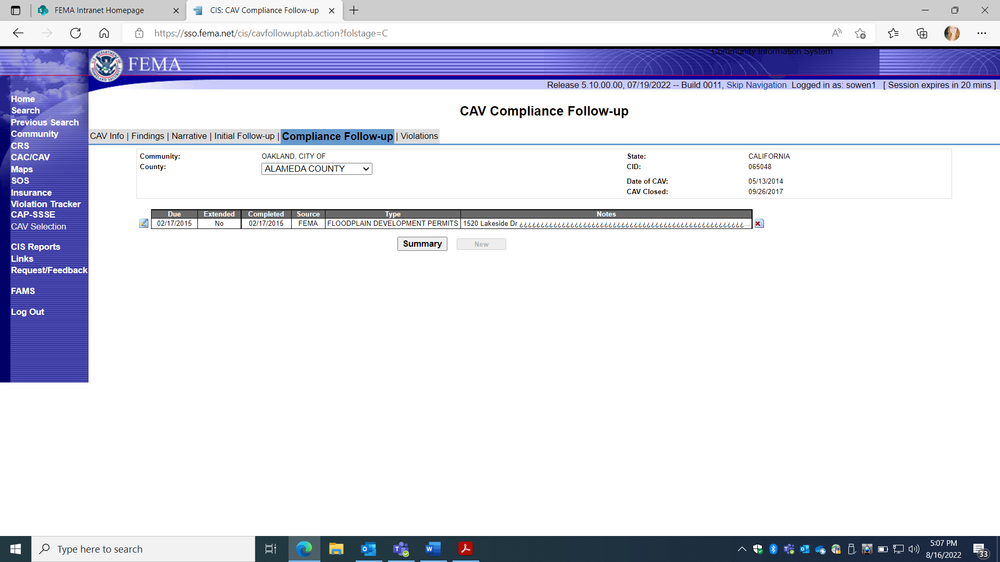 FEMA Intranet Homepage
CIS: CAV Compliance Follow-up
https://sso.fema.net/cis/cavfollowuptab.action?folstage=C
Community Information System
FEMA
Release 5.10.00.00, 07/19/2022 -- Build 0011, Skip Navigation Logged in as: sowen1 [ Session expires in 20 mins ]
Home
Search
Previous Search
Community
CRS
CAC/CAV
Maps
SOS
Insurance
Violation Tracker
CAP-SSSE
CAV Selection
CIS Reports
Links
Request/Feedback
FAMS
Log Out
CAV Compliance Follow-up
CAV Info | Findings | Narrative | Initial Follow-up | Compliance Follow-up | Violations
Community: OAKLAND, CITY OF State: CALIFORNIA
County: ALAMEDA COUNTY CID: 065048
Date of CAV: 05/13/2014
CAV Closed: 09/26/2017
Due Extended Completed Source Type Notes
02/17/2015 No 02/17/2015 FEMA FLOODPLAIN DEVELOPMENT PERMITS 1520 Lakeside Dr ¿¿¿¿¿¿¿¿¿¿¿¿¿¿¿¿¿¿¿¿¿¿¿¿¿¿¿¿¿¿¿¿¿¿¿¿¿¿¿¿¿¿¿¿¿¿¿¿¿¿¿¿¿...
Summary New
Type here to search
5:07 PM
8/16/2022
33